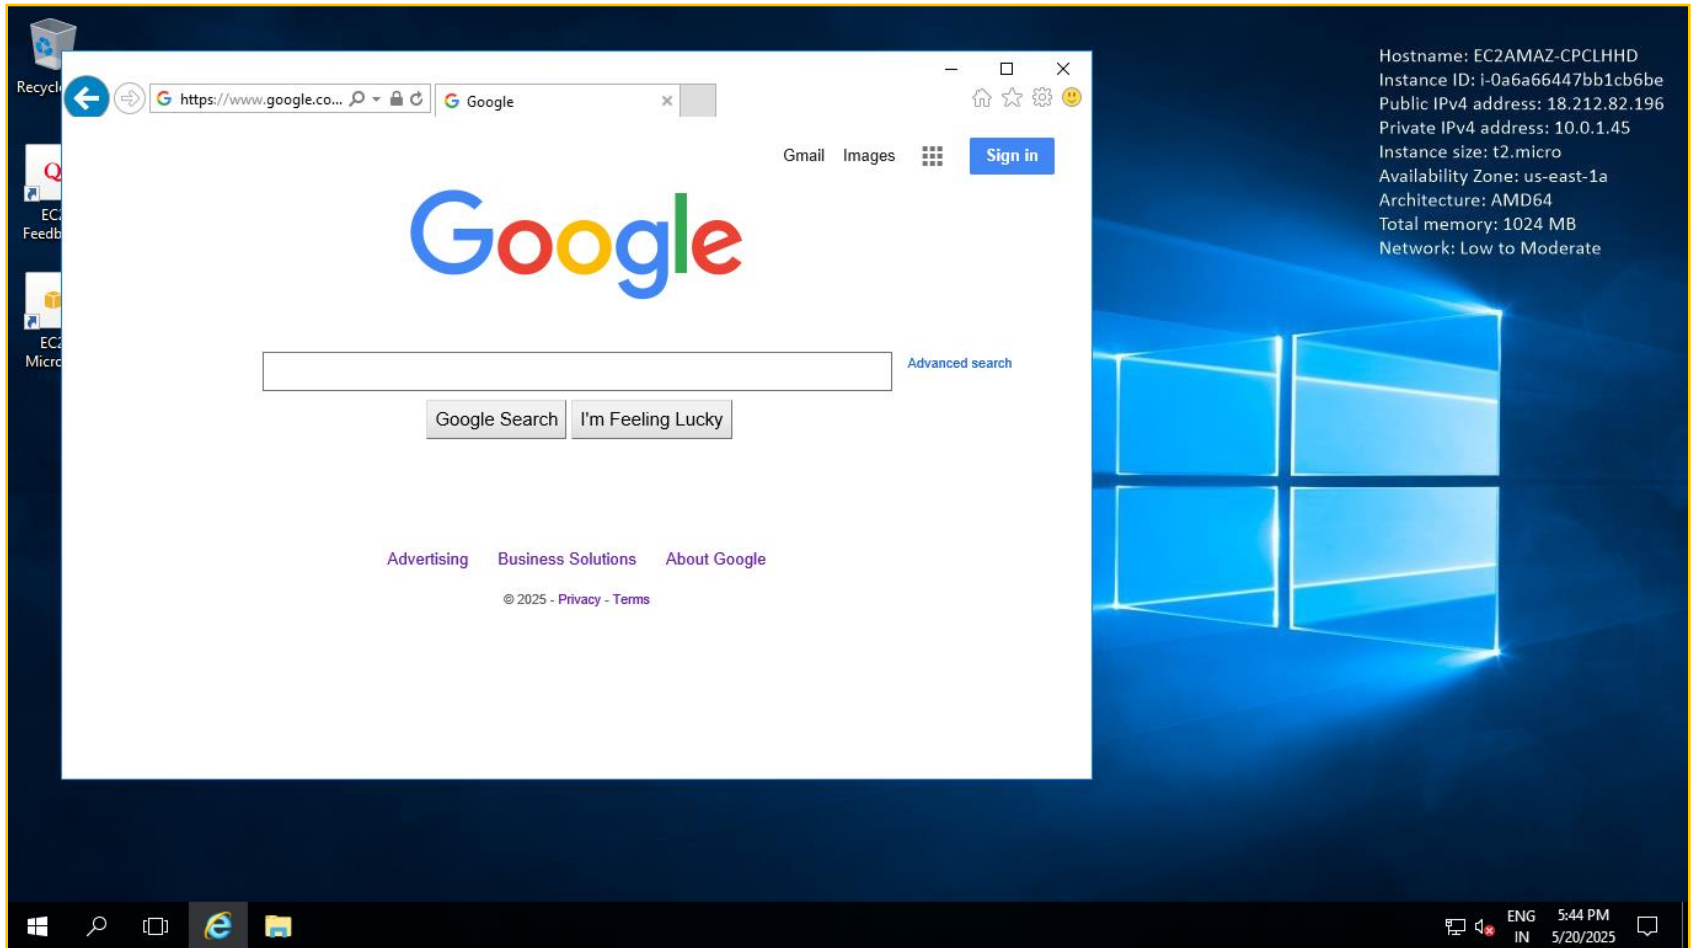 Recycl
EC
Feedb
EC2
Micro
https://www.google.co...
Google
Gmail Images
Sign in
Google
Advanced search
Google Search
I'm Feeling Lucky
Advertising Business Solutions About Google
© 2025 - Privacy - Terms
Hostname: EC2AMAZ-CPCLHHD
Instance ID: i-0a6a66447bb1cb6be
Public IPv4 address: 18.212.82.196
Private IPv4 address: 10.0.1.45
Instance size: t2.micro
Availability Zone: us-east-1a
Architecture: AMD64
Total memory: 1024 MB
Network: Low to Moderate
ENG
IN
5:44 PM
5/20/2025